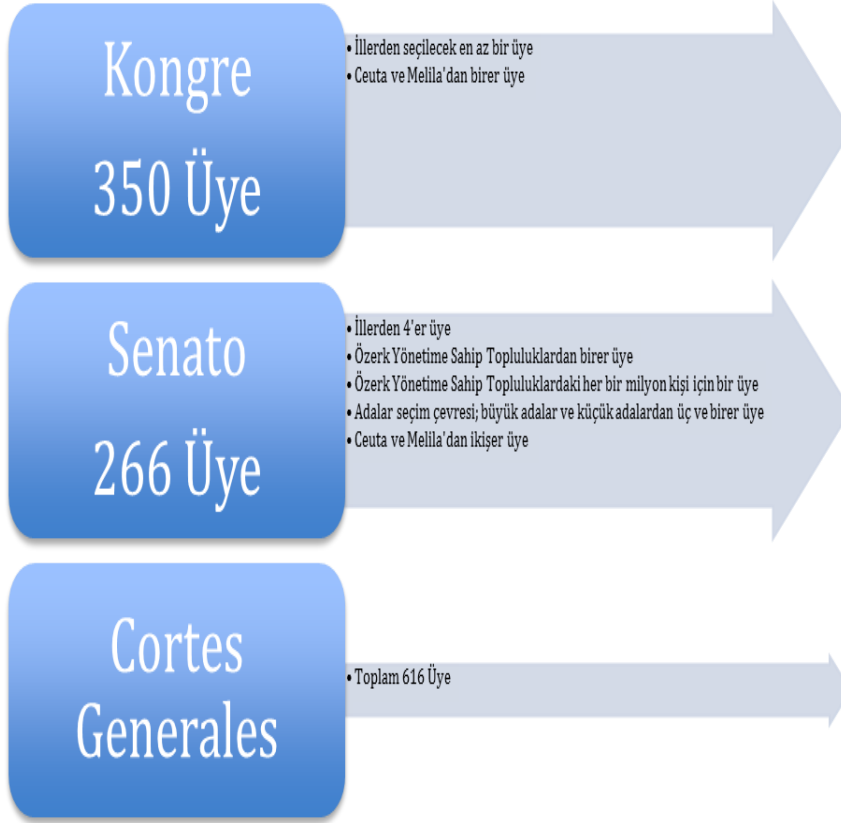 Kongre
350 Üye
• İllerden seçilecek en az bir üye
• Ceuta ve Melila'dan birer üye
Senato
266 Üye
• İllerden 4'er üye
• Özerk Yönetime Sahip Topluluklardan birer üye
• Özerk Yönetime Sahip Topluluklardaki her bir milyon kişi için bir üye
• Adalar seçim çevresi; büyük adalar ve küçük adalardan üç ve birer üye
• Ceuta ve Melila'dan ikişer üye
Cortes
Generales
• Toplam 616 Üye